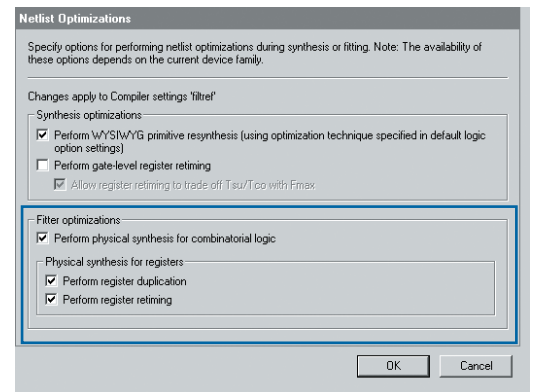 Netlist Optimizations
Specify options for performing netlist optimizations during synthesis or fitting. Note: The availability of
these options depends on the current device family.
Changes apply to Compiler settings 'filtref'
Synthesis optimizations
Perform WYSIWYG primitive resynthesis (using optimization technique specified in default logic
option settings)
Perform gate-level register retiming
Allow register retiming to trade off Tsu/Tco with Fmax
Fitter optimizations
Perform physical synthesis for combinatorial logic
Physical synthesis for registers
Perform register duplication
Perform register retiming
OK
Cancel